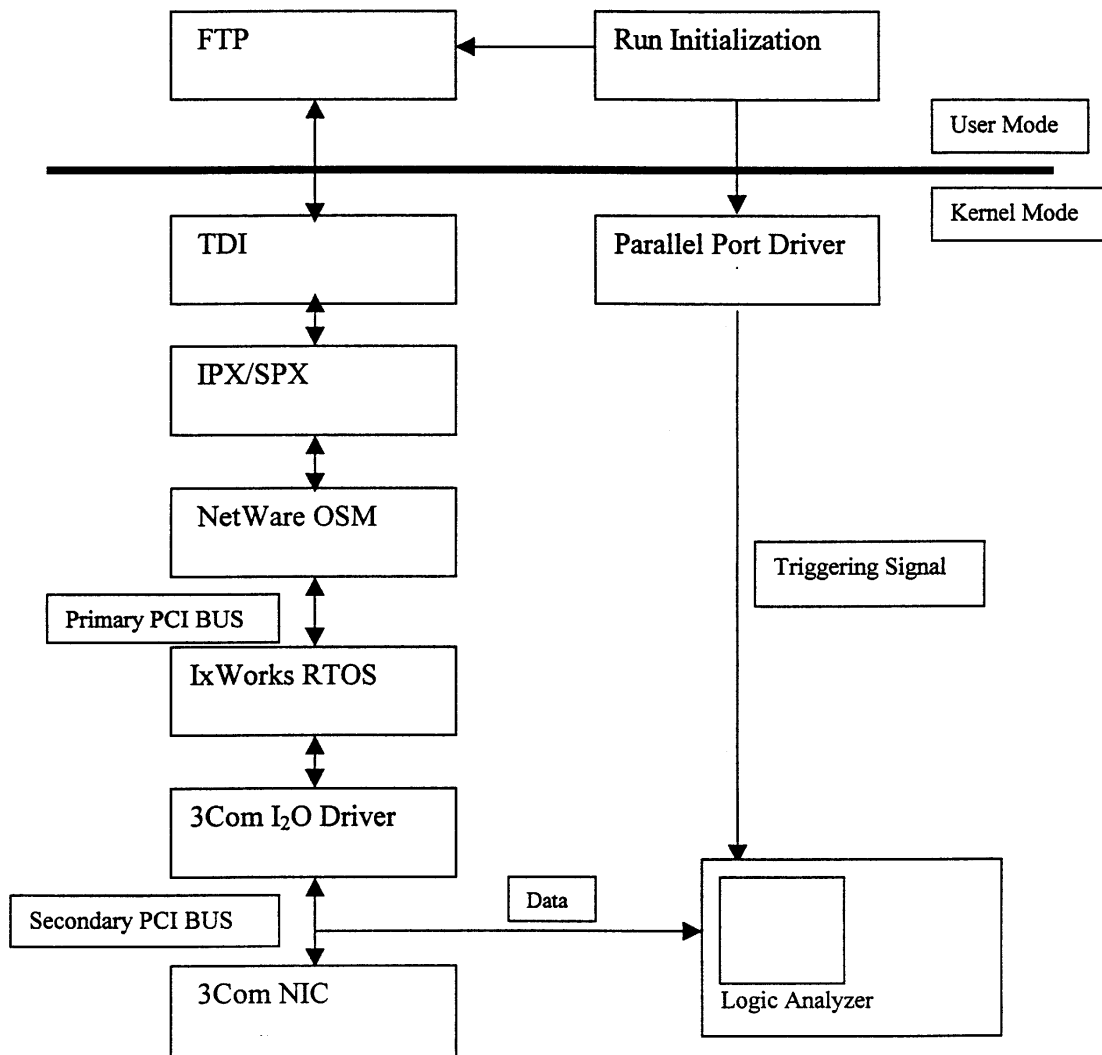 FTP
Run Initialization
User Mode
Kernel Mode
TDI
Parallel Port Driver
IPX/SPX
NetWare OSM
Triggering Signal
Primary PCI BUS
IxWorks RTOS
3Com I₂O Driver
Data
Secondary PCI BUS
3Com NIC
Logic Analyzer